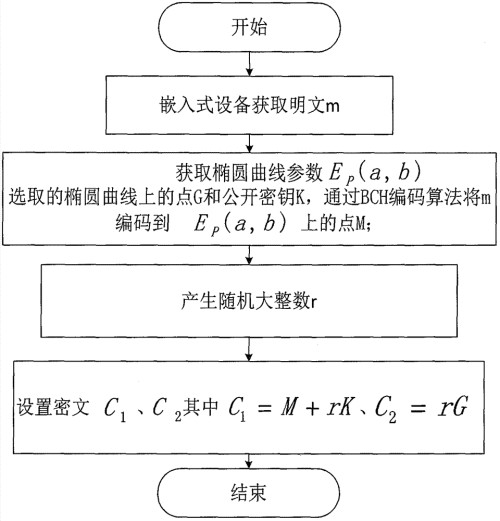 开始
嵌入式设备获取明文m
获取椭圆曲线参数 E_P(a, b)
选取的椭圆曲线上的点G和公开密钥K，通过BCH编码算法将m
编码到 E_P(a, b) 上的点M；
产生随机大整数r
设置密文 C_1、C_2其中 C_1 = M + rK、C_2 = rG
结束